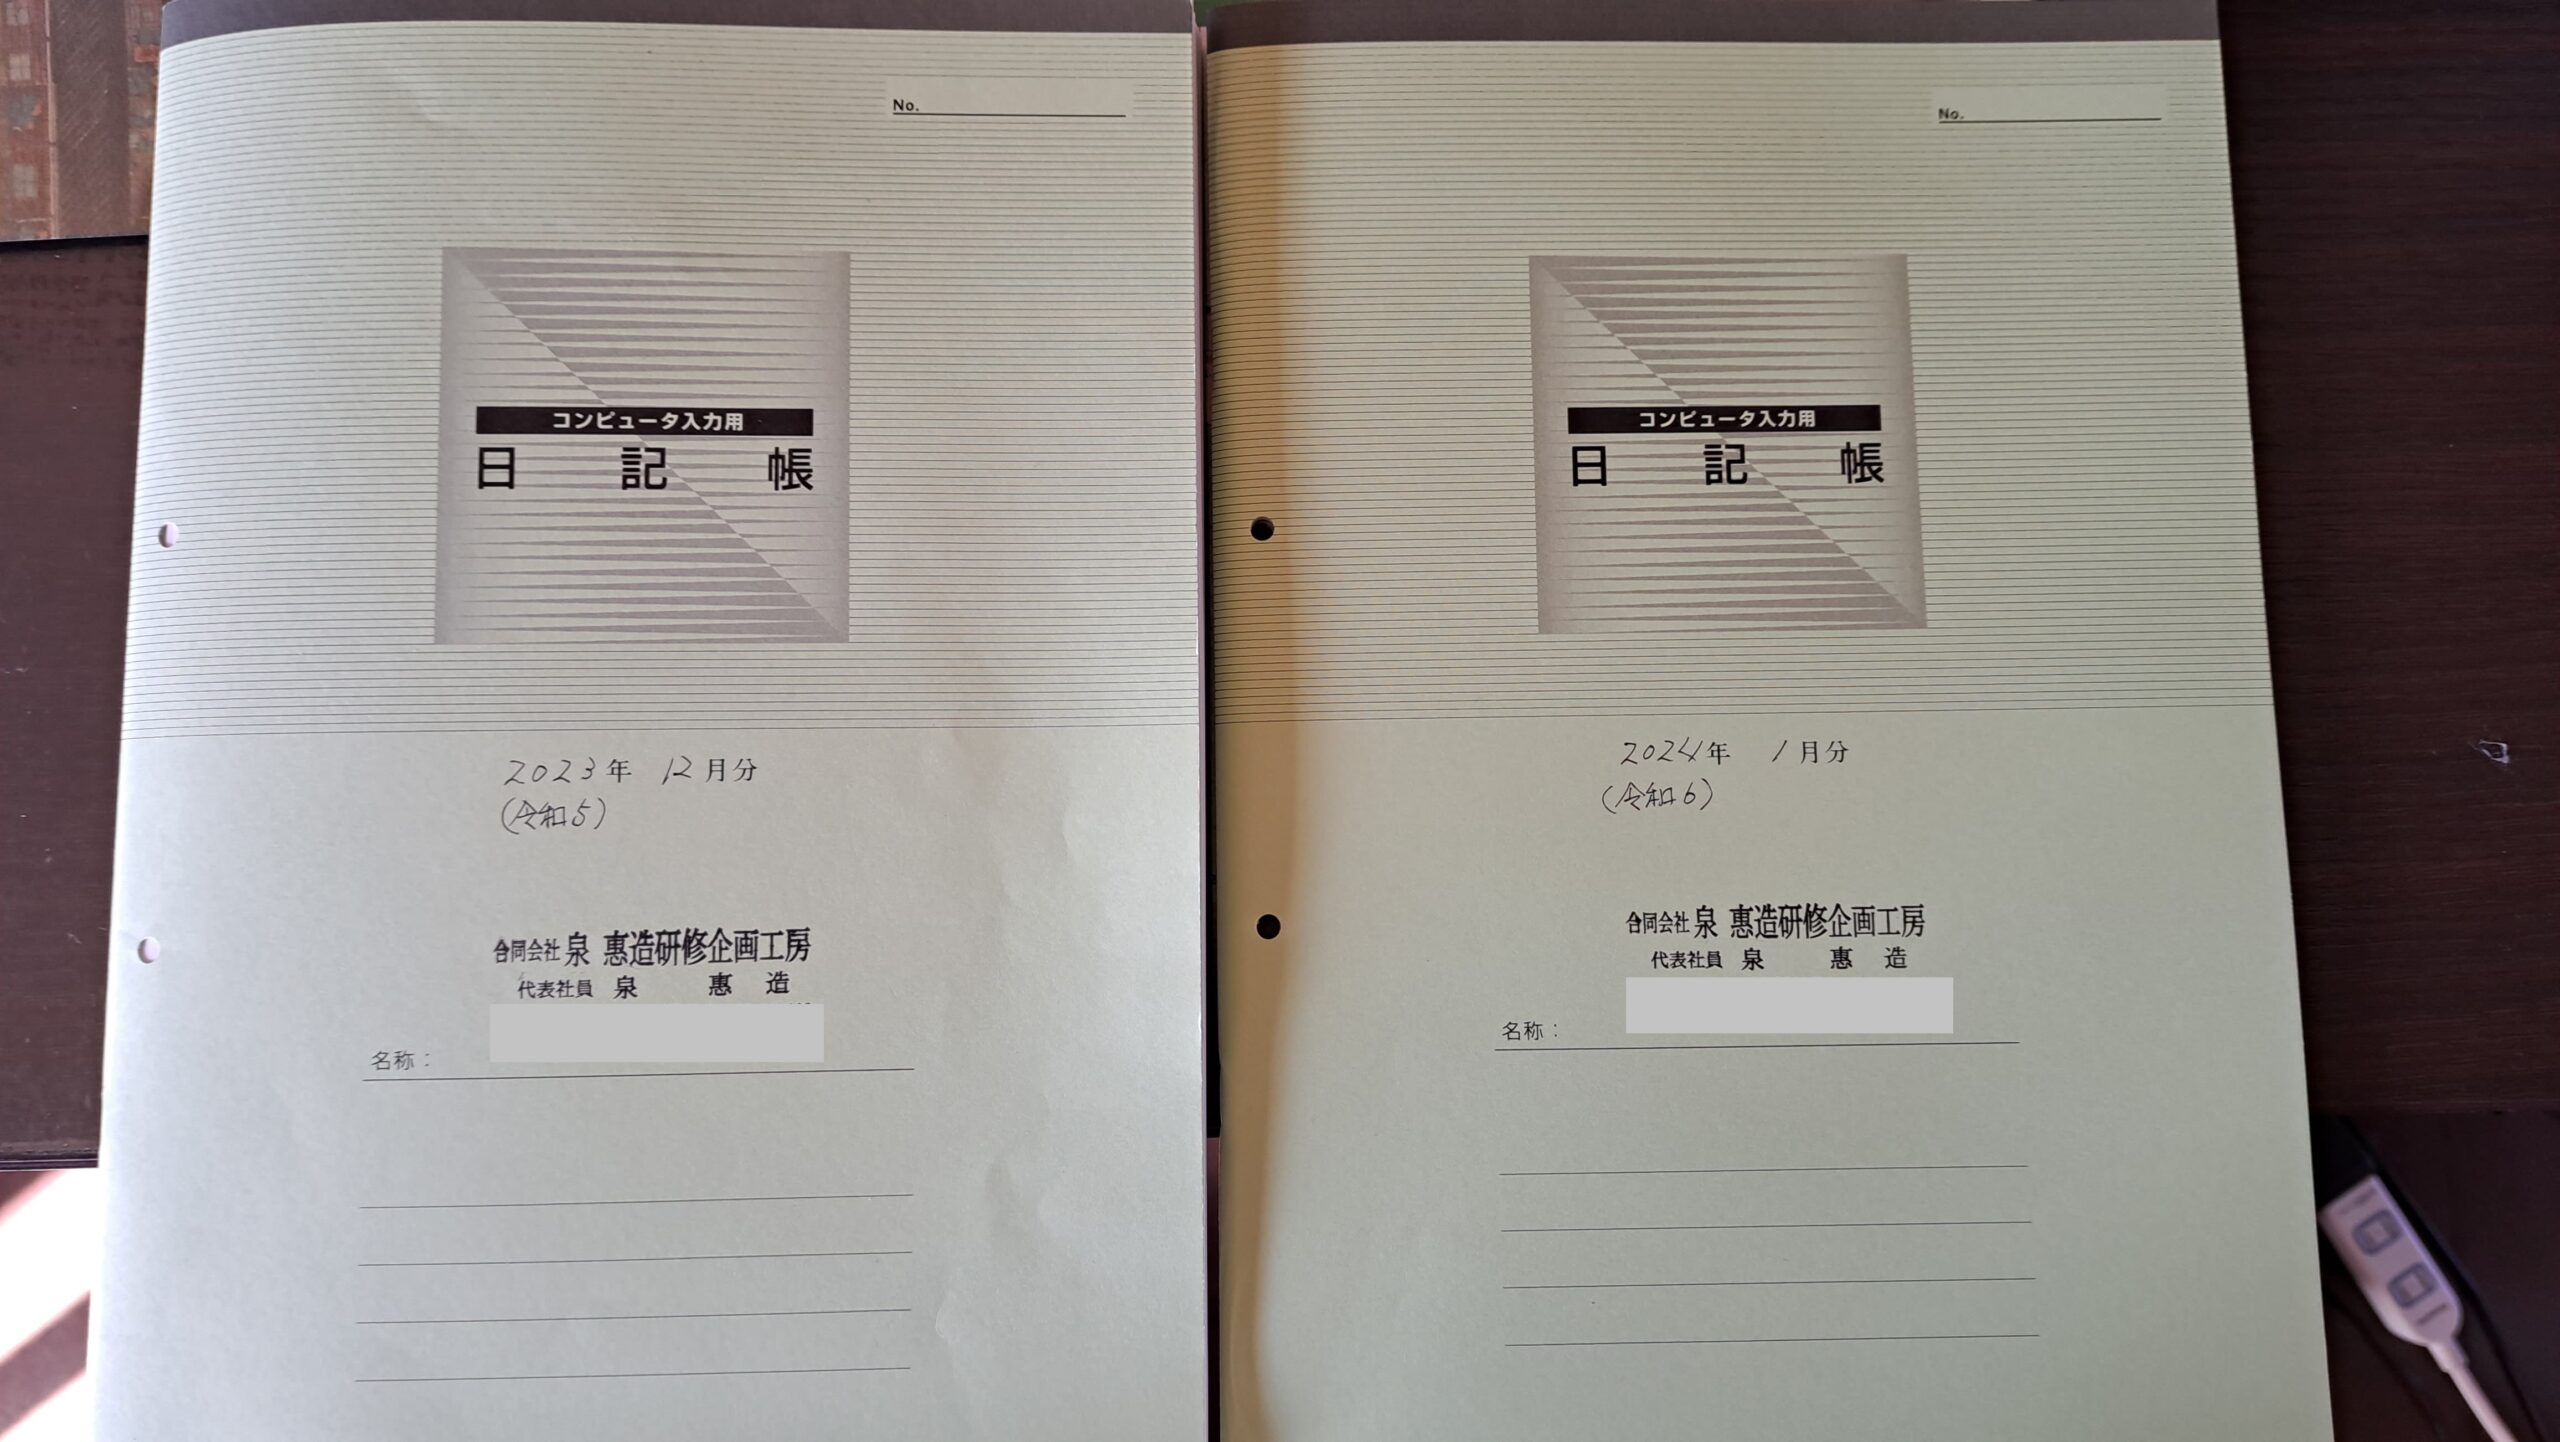 No.
コンピュータ入力用
日 記 帳
2023年 12月分
(令和5)
合同会社 泉 惠造研修企画工房
代表社員 泉 惠 造
名称：
No.
コンピュータ入力用
日 記 帳
2024年 1月分
(令和6)
合同会社 泉 惠造研修企画工房
代表社員 泉 惠 造
名称：